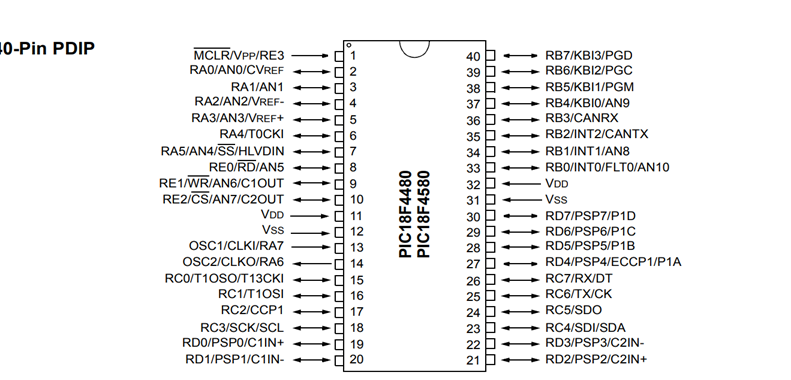 40-Pin PDIP
MCLR/VPP/RE3 1 40 RB7/KBI3/PGD
RA0/AN0/CVREF 2 39 RB6/KBI2/PGC
RA1/AN1 3 38 RB5/KBI1/PGM
RA2/AN2/VREF- 4 37 RB4/KBI0/AN9
RA3/AN3/VREF+ 5 36 RB3/CANRX
RA4/T0CKI 6 35 RB2/INT2/CANTX
RA5/AN4/SS/HLVDIN 7 34 RB1/INT1/AN8
RE0/RD/AN5 8 33 RB0/INT0/FLT0/AN10
RE1/WR/AN6/C1OUT 9 32 VDD
RE2/CS/AN7/C2OUT 10 31 VSS
VDD 11 30 RD7/PSP7/P1D
VSS 12 29 RD6/PSP6/P1C
OSC1/CLKI/RA7 13 28 RD5/PSP5/P1B
OSC2/CLKO/RA6 14 27 RD4/PSP4/ECCP1/P1A
RC0/T1OSO/T13CKI 15 26 RC7/RX/DT
RC1/T1OSI 16 25 RC6/TX/CK
RC2/CCP1 17 24 RC5/SDO
RC3/SCK/SCL 18 23 RC4/SDI/SDA
RD0/PSP0/C1IN+ 19 22 RD3/PSP3/C2IN-
RD1/PSP1/C1IN- 20 21 RD2/PSP2/C2IN+
PIC18F4480
PIC18F4580